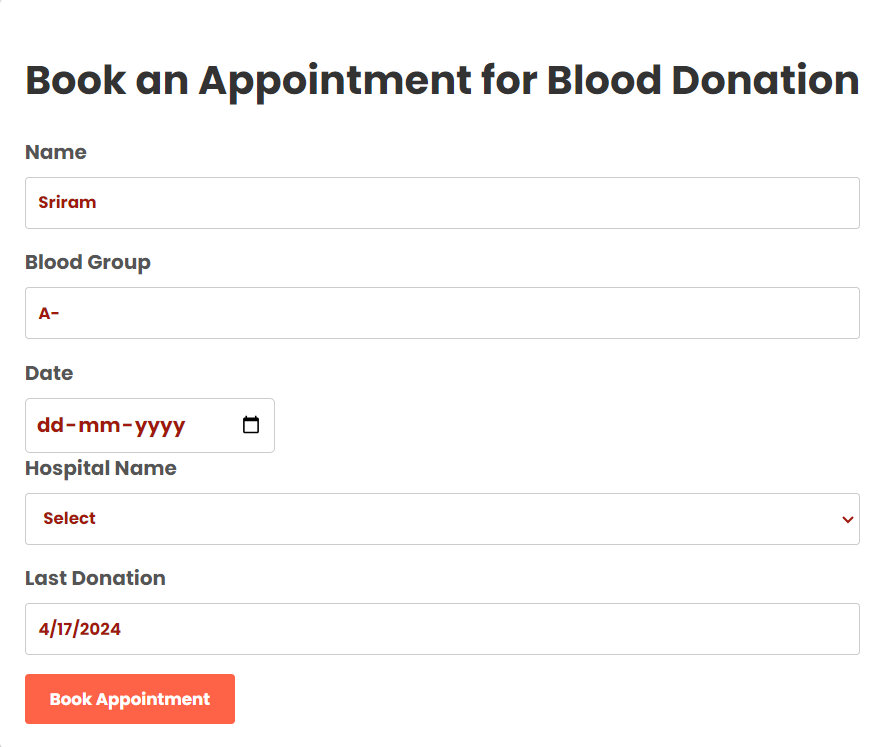 Book an Appointment for Blood Donation
Name
Sriram
Blood Group
A-
Date
dd-mm-yyyy
Hospital Name
Select
Last Donation
4/17/2024
Book Appointment